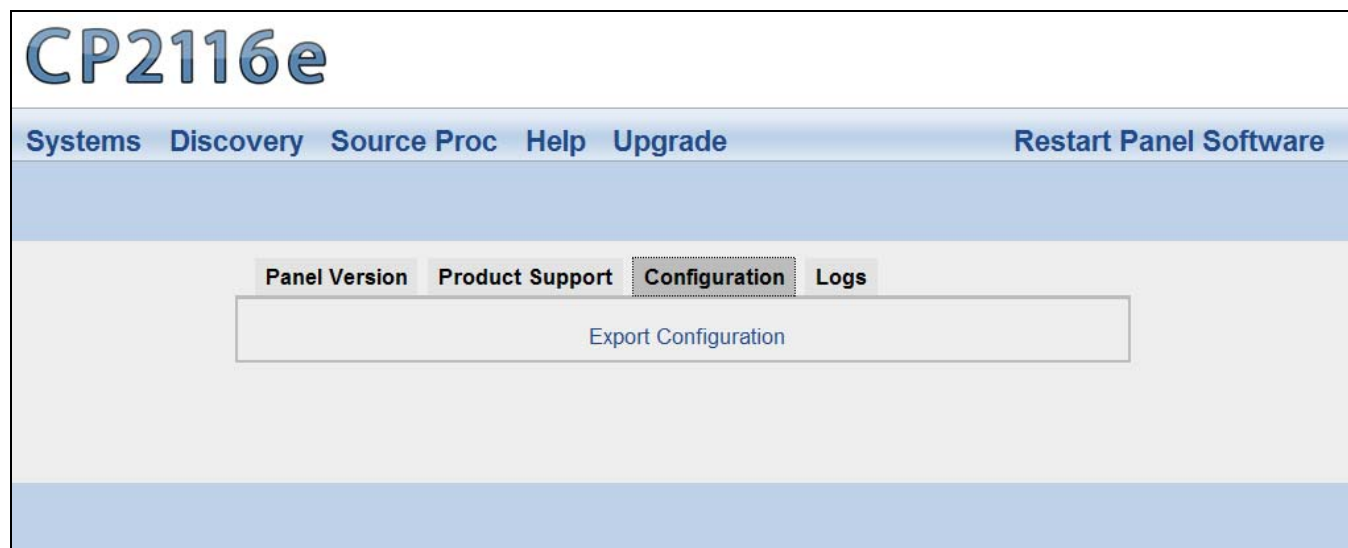 CP2116e
Systems Discovery Source Proc Help Upgrade Restart Panel Software
Panel Version Product Support Configuration Logs
Export Configuration